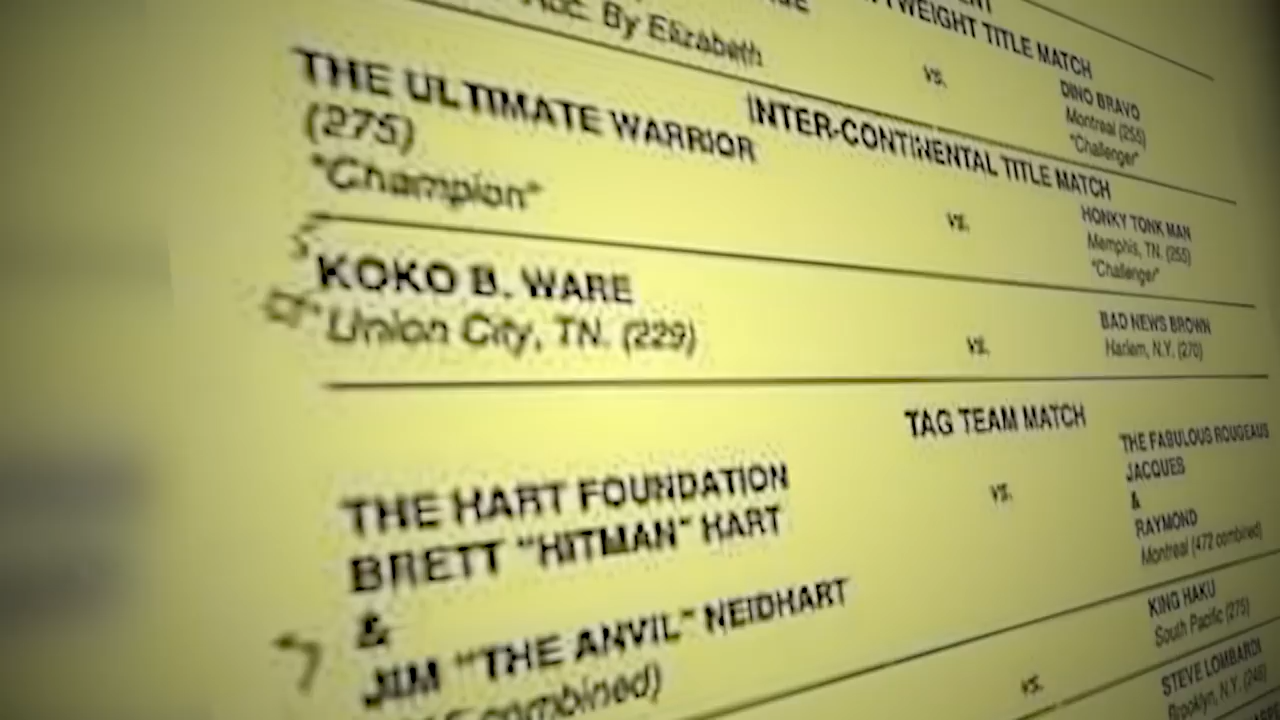 By Elizabeth
TITLE MATCH
vs.
DINO BRAVO
Montreal (255)
"Challenger"
INTER-CONTINENTAL TITLE MATCH
THE ULTIMATE WARRIOR
(275)
"Champion"
vs.
HONKY TONK MAN
Memphis, TN. (255)
"Challenger"
KOKO B. WARE
Union City, TN. (229)
vs.
BAD NEWS BROWN
Harlem, N.Y. (270)
TAG TEAM MATCH
THE HART FOUNDATION
BRETT "HITMAN" HART
&
JIM "THE ANVIL" NEIDHART
combined)
vs.
THE FABULOUS ROUGEAUS
JACQUES
&
RAYMOND
Montreal (472 combined)
KING HAKU
South Pacific (275)
vs.
STEVE LOMBARDI
Brooklyn, N.Y. (246)